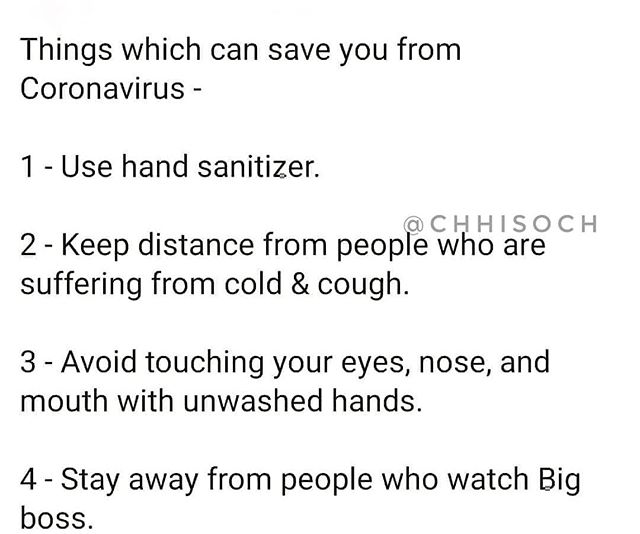 Things which can save you from
Coronavirus -
1 - Use hand sanitizer.
@CHHISOCH
2 - Keep distance from people who are
suffering from cold & cough.
3 - Avoid touching your eyes, nose, and
mouth with unwashed hands.
4 - Stay away from people who watch Big
boss.